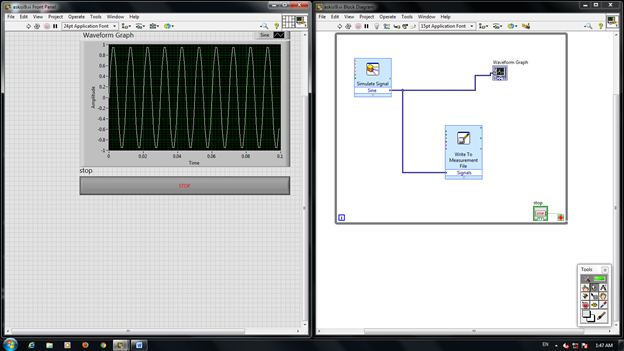 askisi9.vi Front Panel
File Edit View Project Operate Tools Window Help
24pt Application Font
Waveform Graph
Sine
Amplitude
1
0.8
0.6
0.4
0.2
0
-0.2
-0.4
-0.6
-0.8
-1
0 0.02 0.04 0.06 0.08 0.1
Time
stop
STOP
askisi9.vi Block Diagram
File Edit View Project Operate Tools Window Help
15pt Application Font
Simulate Signal
Sine
Waveform Graph
Write To
Measurement
File
Signals
stop
i
Tools
EN
1:47 AM